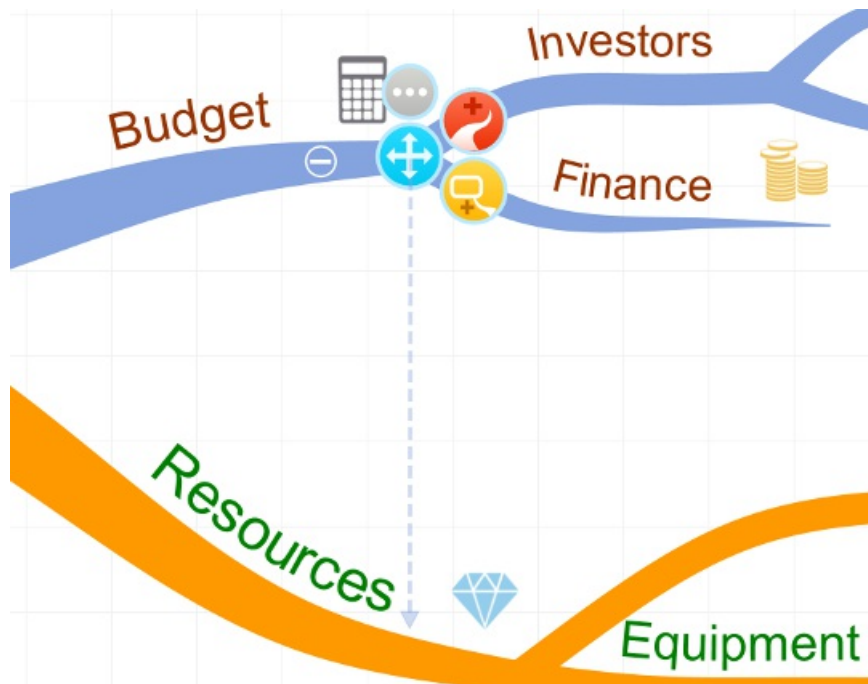 Investors
Budget
Finance
Resources
Equipment